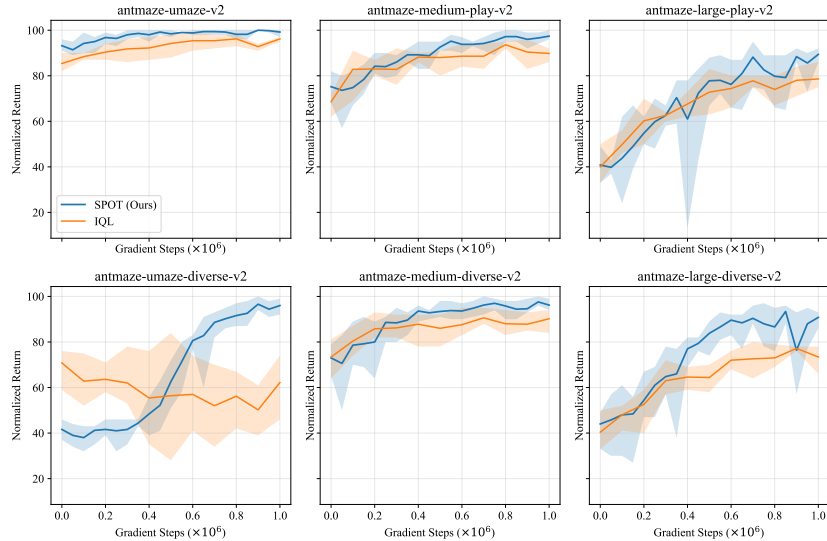 antmaze-umaze-v2
100
80
60
40
20
Normalized Return
SPOT (Ours)
IQL
Gradient Steps (×10⁶)
antmaze-medium-play-v2
Normalized Return
Gradient Steps (×10⁶)
antmaze-large-play-v2
Normalized Return
Gradient Steps (×10⁶)
antmaze-umaze-diverse-v2
100
80
60
40
20
Normalized Return
0.0 0.2 0.4 0.6 0.8 1.0
Gradient Steps (×10⁶)
antmaze-medium-diverse-v2
Normalized Return
0.0 0.2 0.4 0.6 0.8 1.0
Gradient Steps (×10⁶)
antmaze-large-diverse-v2
Normalized Return
0.0 0.2 0.4 0.6 0.8 1.0
Gradient Steps (×10⁶)